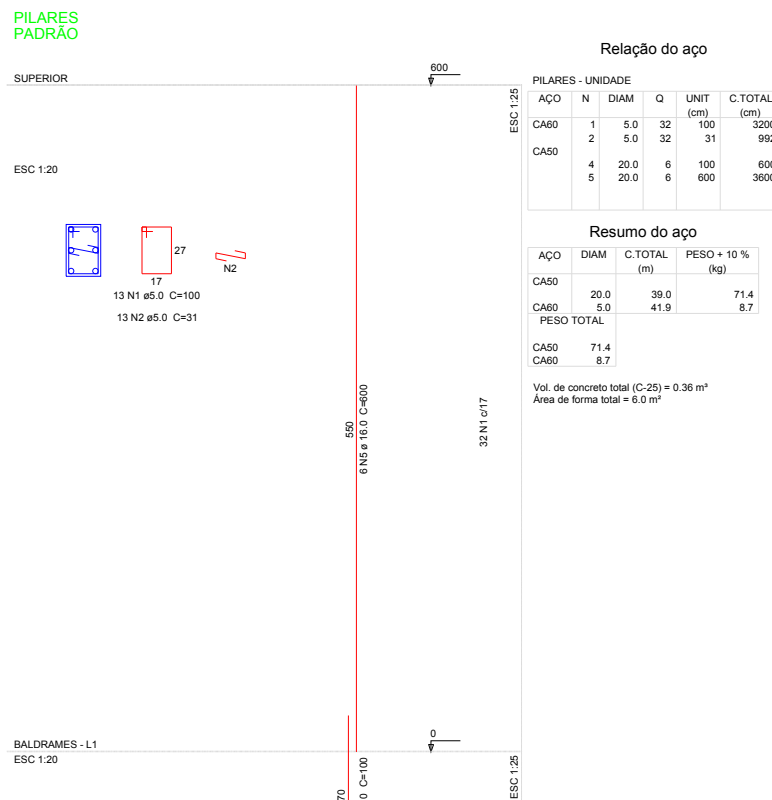 PILARES
PADRÃO
SUPERIOR
600
ESC 1:25
ESC 1:20
27
17
N2
13 N1 ø5.0 C=100
13 N2 ø5.0 C=31
550
6 N5 ø 16.0 C=600
32 N1 c/17
BALDRAMES - L1
0
ESC 1:20
70
0 C=100
ESC 1:25
Relação do aço
PILARES - UNIDADE
AÇO N DIAM Q UNIT C.TOTAL
(cm) (cm)
CA60 1 5.0 32 100 3200
2 5.0 32 31 992
CA50
4 20.0 6 100 600
5 20.0 6 600 3600
Resumo do aço
AÇO DIAM C.TOTAL PESO + 10 %
(m) (kg)
CA50
20.0 39.0 71.4
CA60 5.0 41.9 8.7
PESO TOTAL
CA50 71.4
CA60 8.7
Vol. de concreto total (C-25) = 0.36 m³
Área de forma total = 6.0 m²